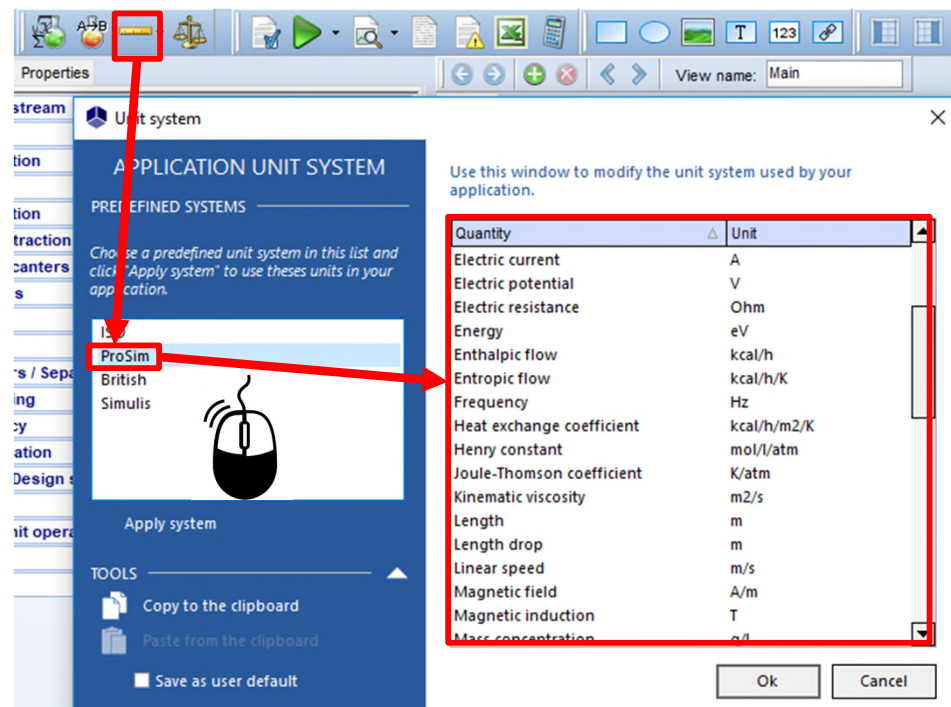 A→B
T
123
Properties
View name: Main
stream
tion
tion
traction
canters
s
rs / Sepa
ing
cy
ation
Design s
nit opera
Unit system
APPLICATION UNIT SYSTEM
PREDEFINED SYSTEMS
Choose a predefined unit system in this list and
click "Apply system" to use theses units in your
application.
ProSim
British
Simulis
Apply system
TOOLS
Copy to the clipboard
Paste from the clipboard
Save as user default
Use this window to modify the unit system used by your
application.
Quantity Unit
Electric current A
Electric potential V
Electric resistance Ohm
Energy eV
Enthalpic flow kcal/h
Entropic flow kcal/h/K
Frequency Hz
Heat exchange coefficient kcal/h/m2/K
Henry constant mol/l/atm
Joule-Thomson coefficient K/atm
Kinematic viscosity m2/s
Length m
Length drop m
Linear speed m/s
Magnetic field A/m
Magnetic induction T
Mass concentration g/l
Ok Cancel